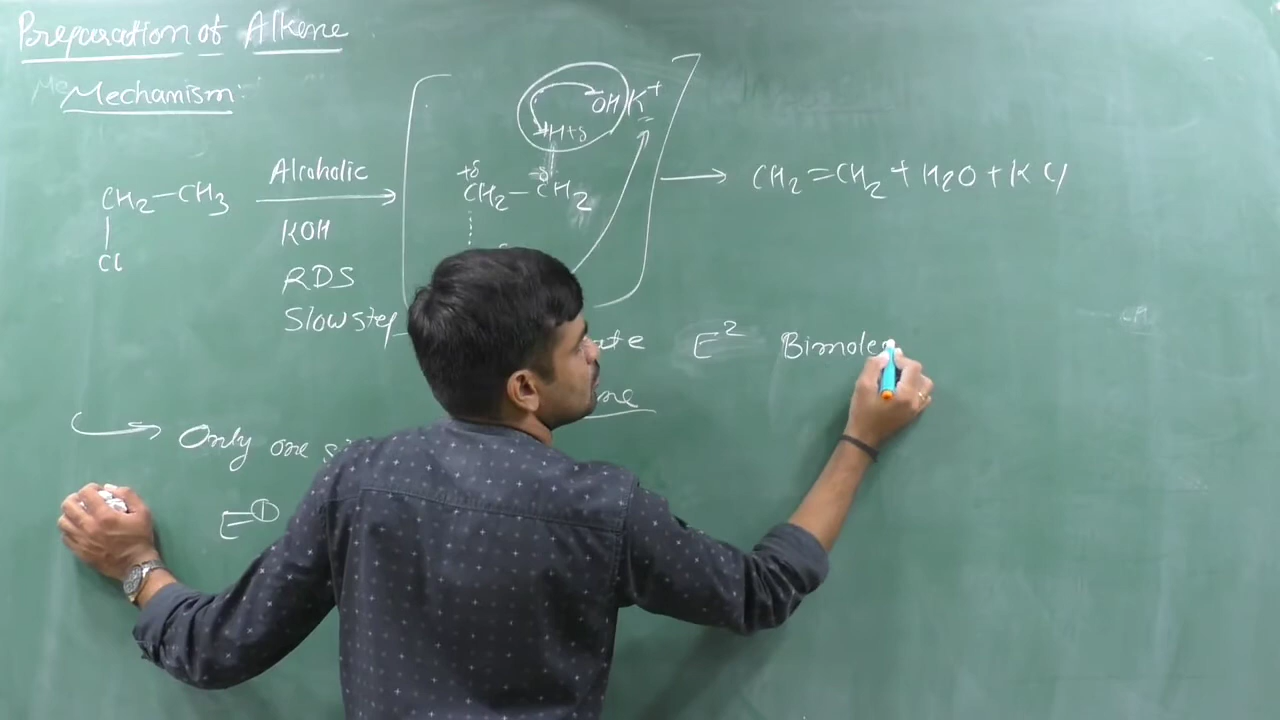 Preparation of Alkene
Mechanism:
OH K+
H+δ
+δ -δ
CH2-CH3 Alcoholic CH2-CH2 → CH2=CH2 + H2O + KCl
Cl KOH
RDS
Slow step
E2 Bimole
Only one
E1